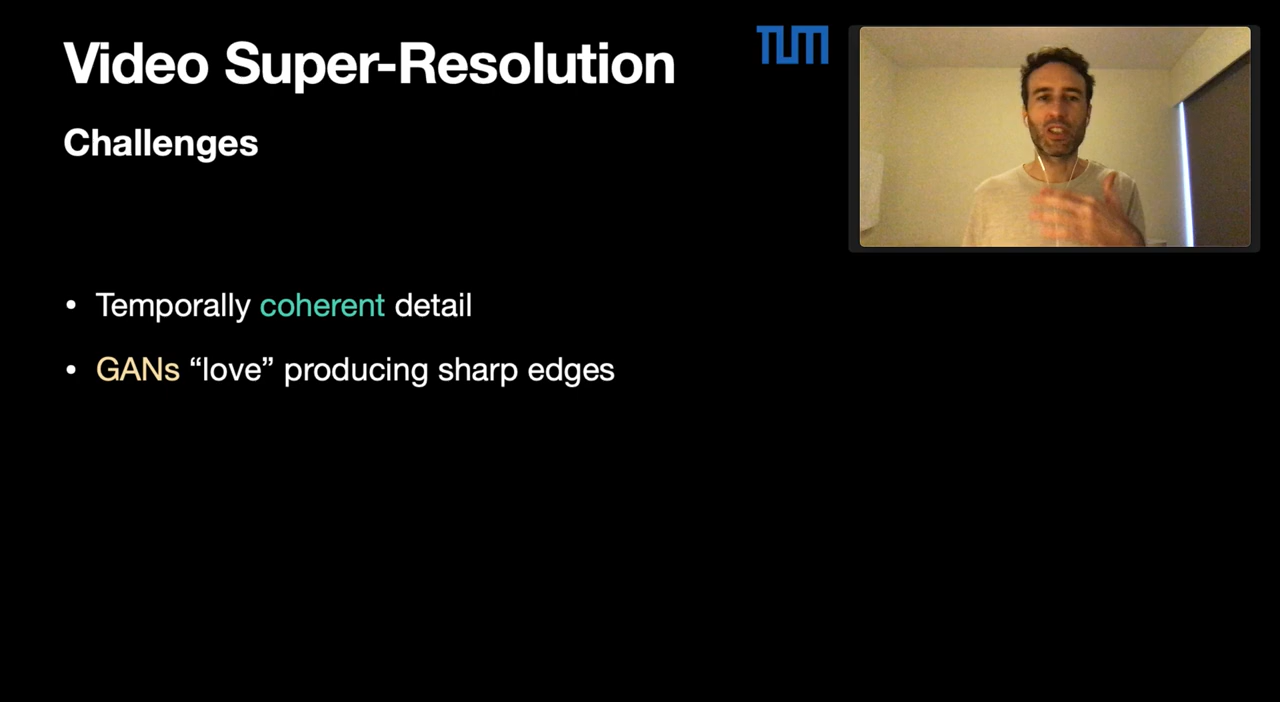 Video Super-Resolution
TUM
Challenges
• Temporally coherent detail
• GANs “love” producing sharp edges